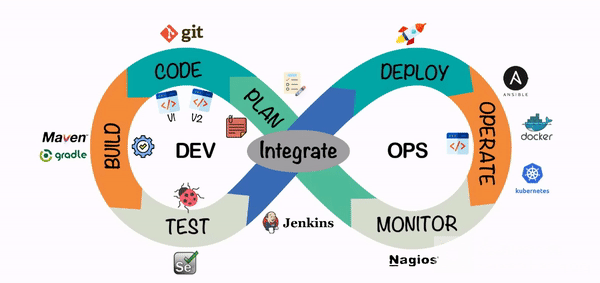 git
CODE
DEPLOY
PLAN
V1
V2
ANSIBLE
BUILD
Maven
gradle
DEV
Integrate
OPS
OPERATE
docker
kubernetes
TEST
Jenkins
MONITOR
Se
Nagios